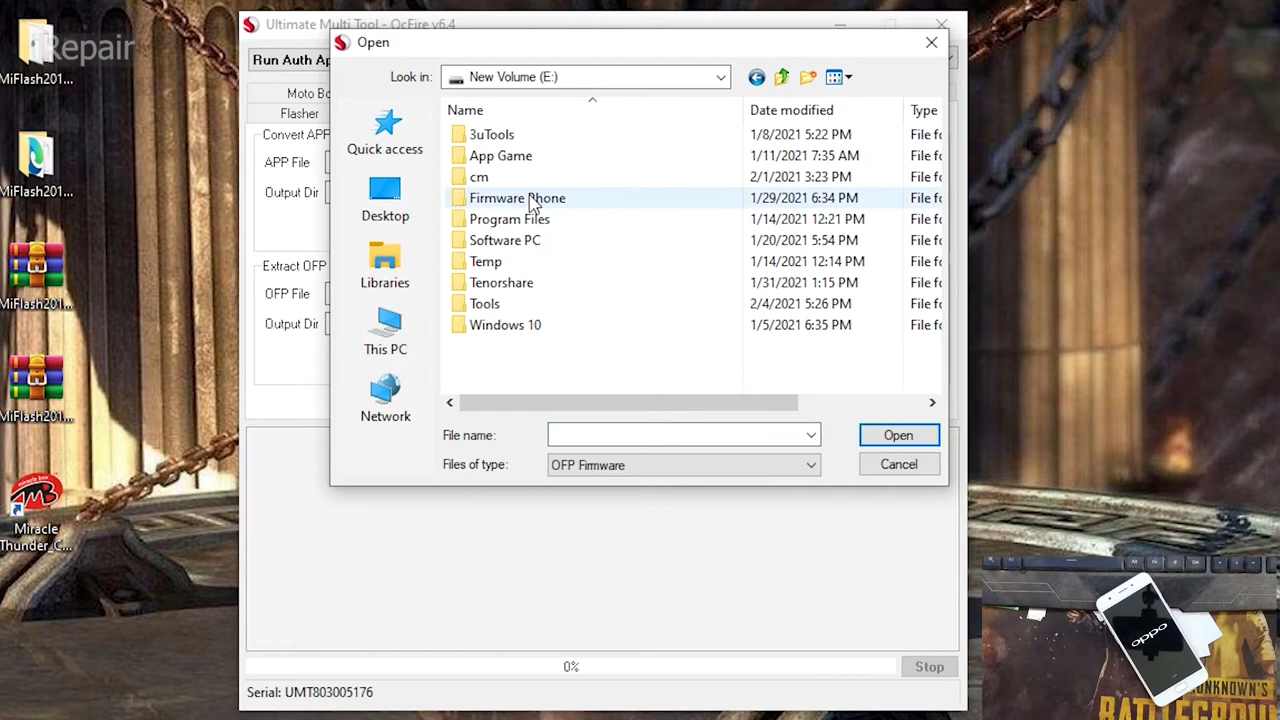 iRepair
MiFlash201...
MiFlash201...
MiFlash201...
MiFlash201...
Miracle
Thunder_C...
Ultimate Multi Tool - QcFire v6.4
Run Auth Ap
Moto Bo
Flasher
Convert APP
APP File
Output Dir
Extract OFP
OFP File
Output Dir
Open
Look in:
New Volume (E:)
Quick access
Desktop
Libraries
This PC
Network
Name Date modified Type
3uTools 1/8/2021 5:22 PM File fo
App Game 1/11/2021 7:35 AM File fo
cm 2/1/2021 3:23 PM File fo
Firmware Phone 1/29/2021 6:34 PM File fo
Program Files 1/14/2021 12:21 PM File fo
Software PC 1/20/2021 5:54 PM File fo
Temp 1/14/2021 12:14 PM File fo
Tenorshare 1/31/2021 1:15 PM File fo
Tools 2/4/2021 5:26 PM File fo
Windows 10 1/5/2021 6:35 PM File fo
File name:
Open
Files of type:
OFP Firmware
Cancel
0%
Stop
Serial: UMT803005176
oppo
KNOWN'S
BATTLEGROUN